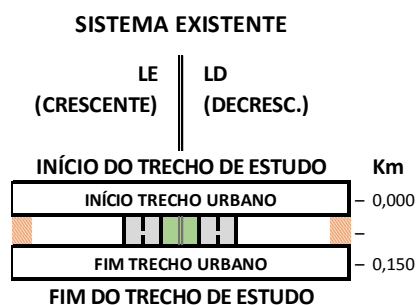 SISTEMA EXISTENTE
LE LD
(CRESCENTE) (DECRESC.)
INÍCIO DO TRECHO DE ESTUDO Km
INÍCIO TRECHO URBANO – 0,000
–
FIM TRECHO URBANO – 0,150
FIM DO TRECHO DE ESTUDO